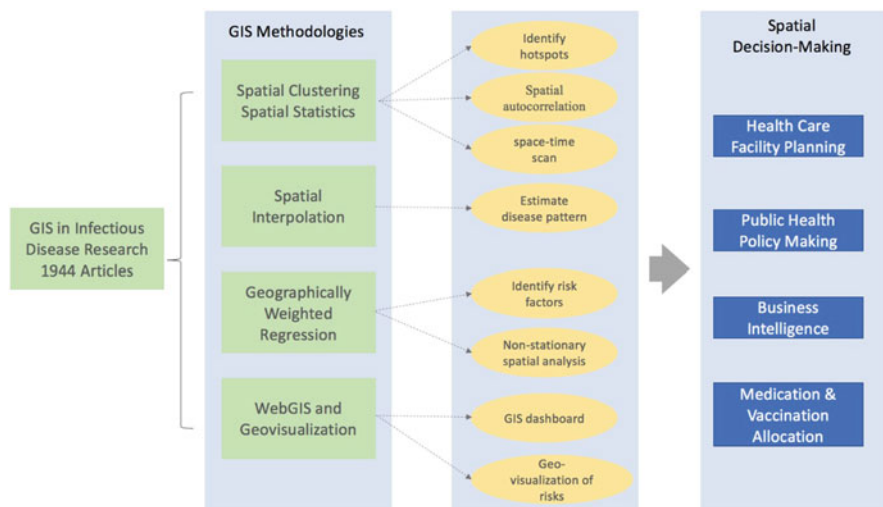 GIS in Infectious
Disease Research
1944 Articles
GIS Methodologies
Spatial Clustering
Spatial Statistics
Spatial
Interpolation
Geographically
Weighted
Regression
WebGIS and
Geovisualization
Identify
hotspots
Spatial
autocorrelation
space-time
scan
Estimate
disease pattern
Identify risk
factors
Non-stationary
spatial analysis
GIS dashboard
Geo-
visualization of
risks
Spatial
Decision-Making
Health Care
Facility Planning
Public Health
Policy Making
Business
Intelligence
Medication &
Vaccination
Allocation